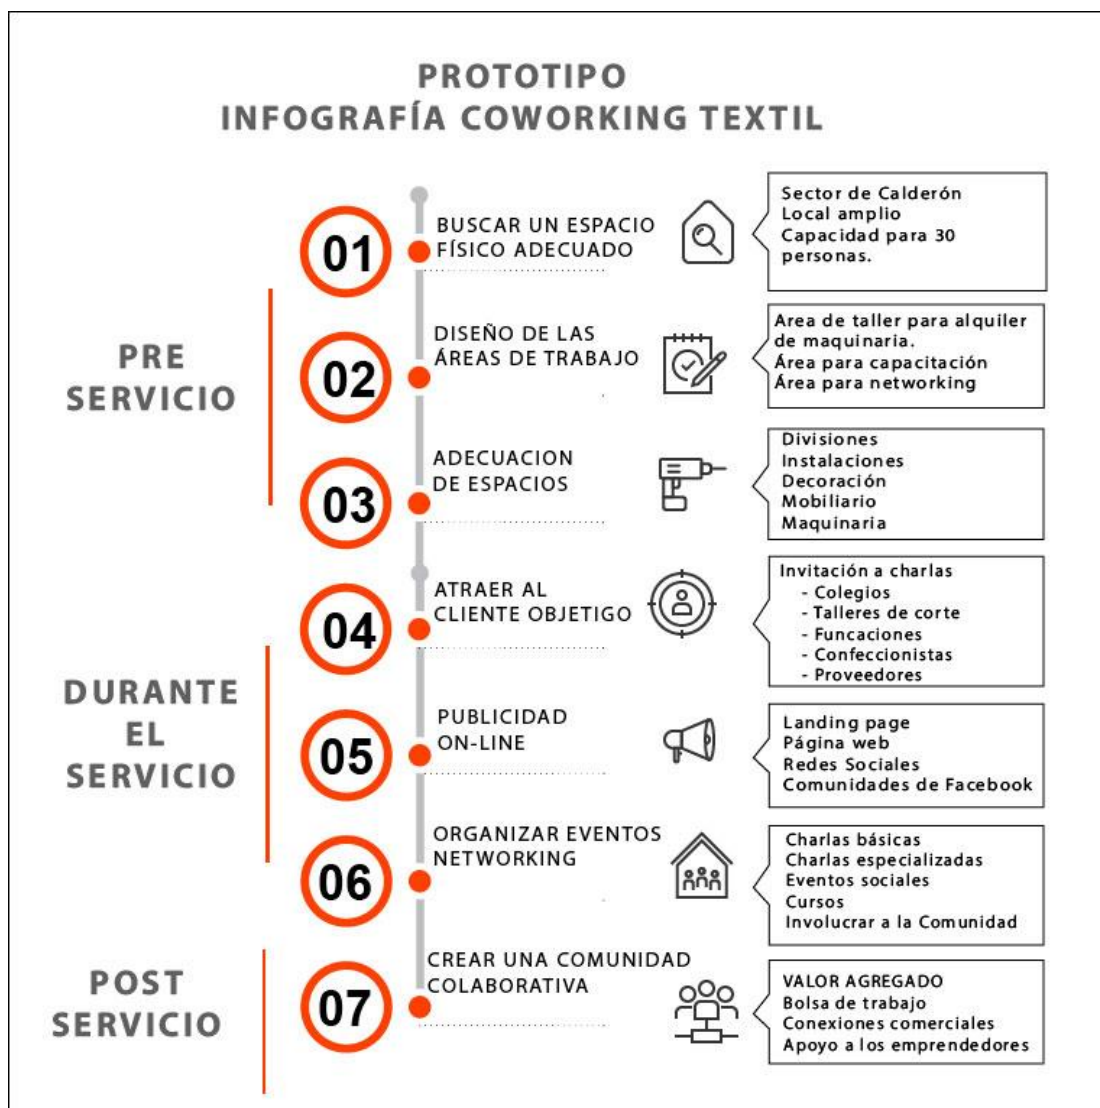 PROTOTIPO
INFOGRAFÍA COWORKING TEXTIL
PRE
SERVICIO
01
BUSCAR UN ESPACIO
FÍSICO ADECUADO
Sector de Calderón
Local amplio
Capacidad para 30
personas.
02
DISEÑO DE LAS
ÁREAS DE TRABAJO
Area de taller para alquiler
de maquinaria.
Área para capacitación
Área para networking
03
ADECUACION
DE ESPACIOS
Divisiones
Instalaciones
Decoración
Mobiliario
Maquinaria
DURANTE
EL
SERVICIO
04
ATRAER AL
CLIENTE OBJETIGO
Invitación a charlas
- Colegios
- Talleres de corte
- Funcaciones
- Confeccionistas
- Proveedores
05
PUBLICIDAD
ON-LINE
Landing page
Página web
Redes Sociales
Comunidades de Facebook
06
ORGANIZAR EVENTOS
NETWORKING
Charlas básicas
Charlas especializadas
Eventos sociales
Cursos
Involucrar a la Comunidad
POST
SERVICIO
07
CREAR UNA COMUNIDAD
COLABORATIVA
VALOR AGREGADO
Bolsa de trabajo
Conexiones comerciales
Apoyo a los emprendedores